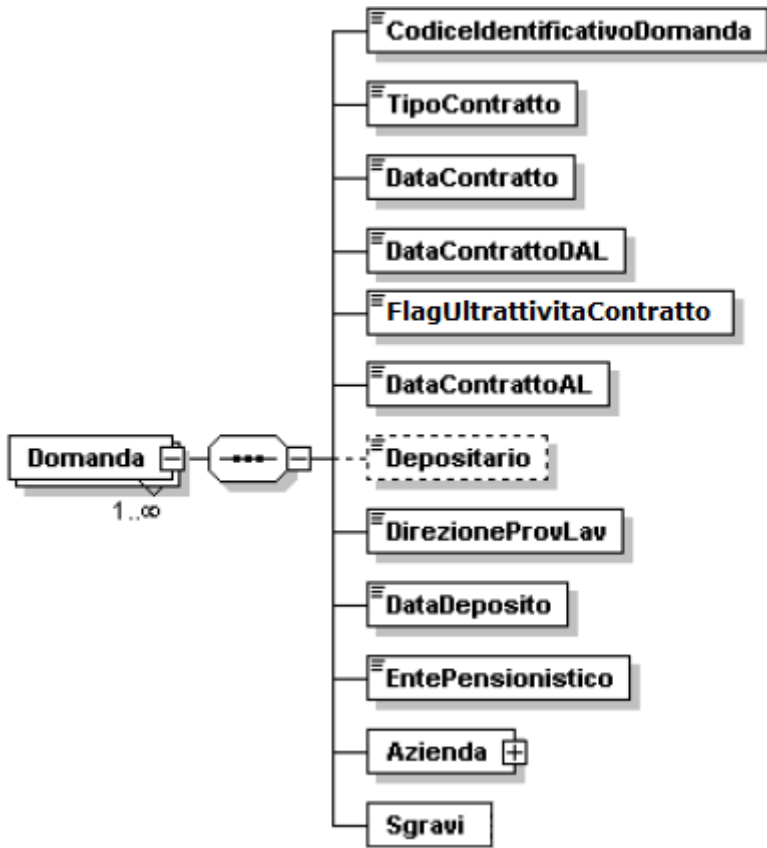 CodiceIdentificativoDomanda
TipoContratto
DataContratto
DataContrattoDAL
FlagUltrattivitaContratto
DataContrattoAL
Domanda
1..∞
Depositario
DirezioneProvLav
DataDeposito
EntePensionistico
Azienda
Sgravi